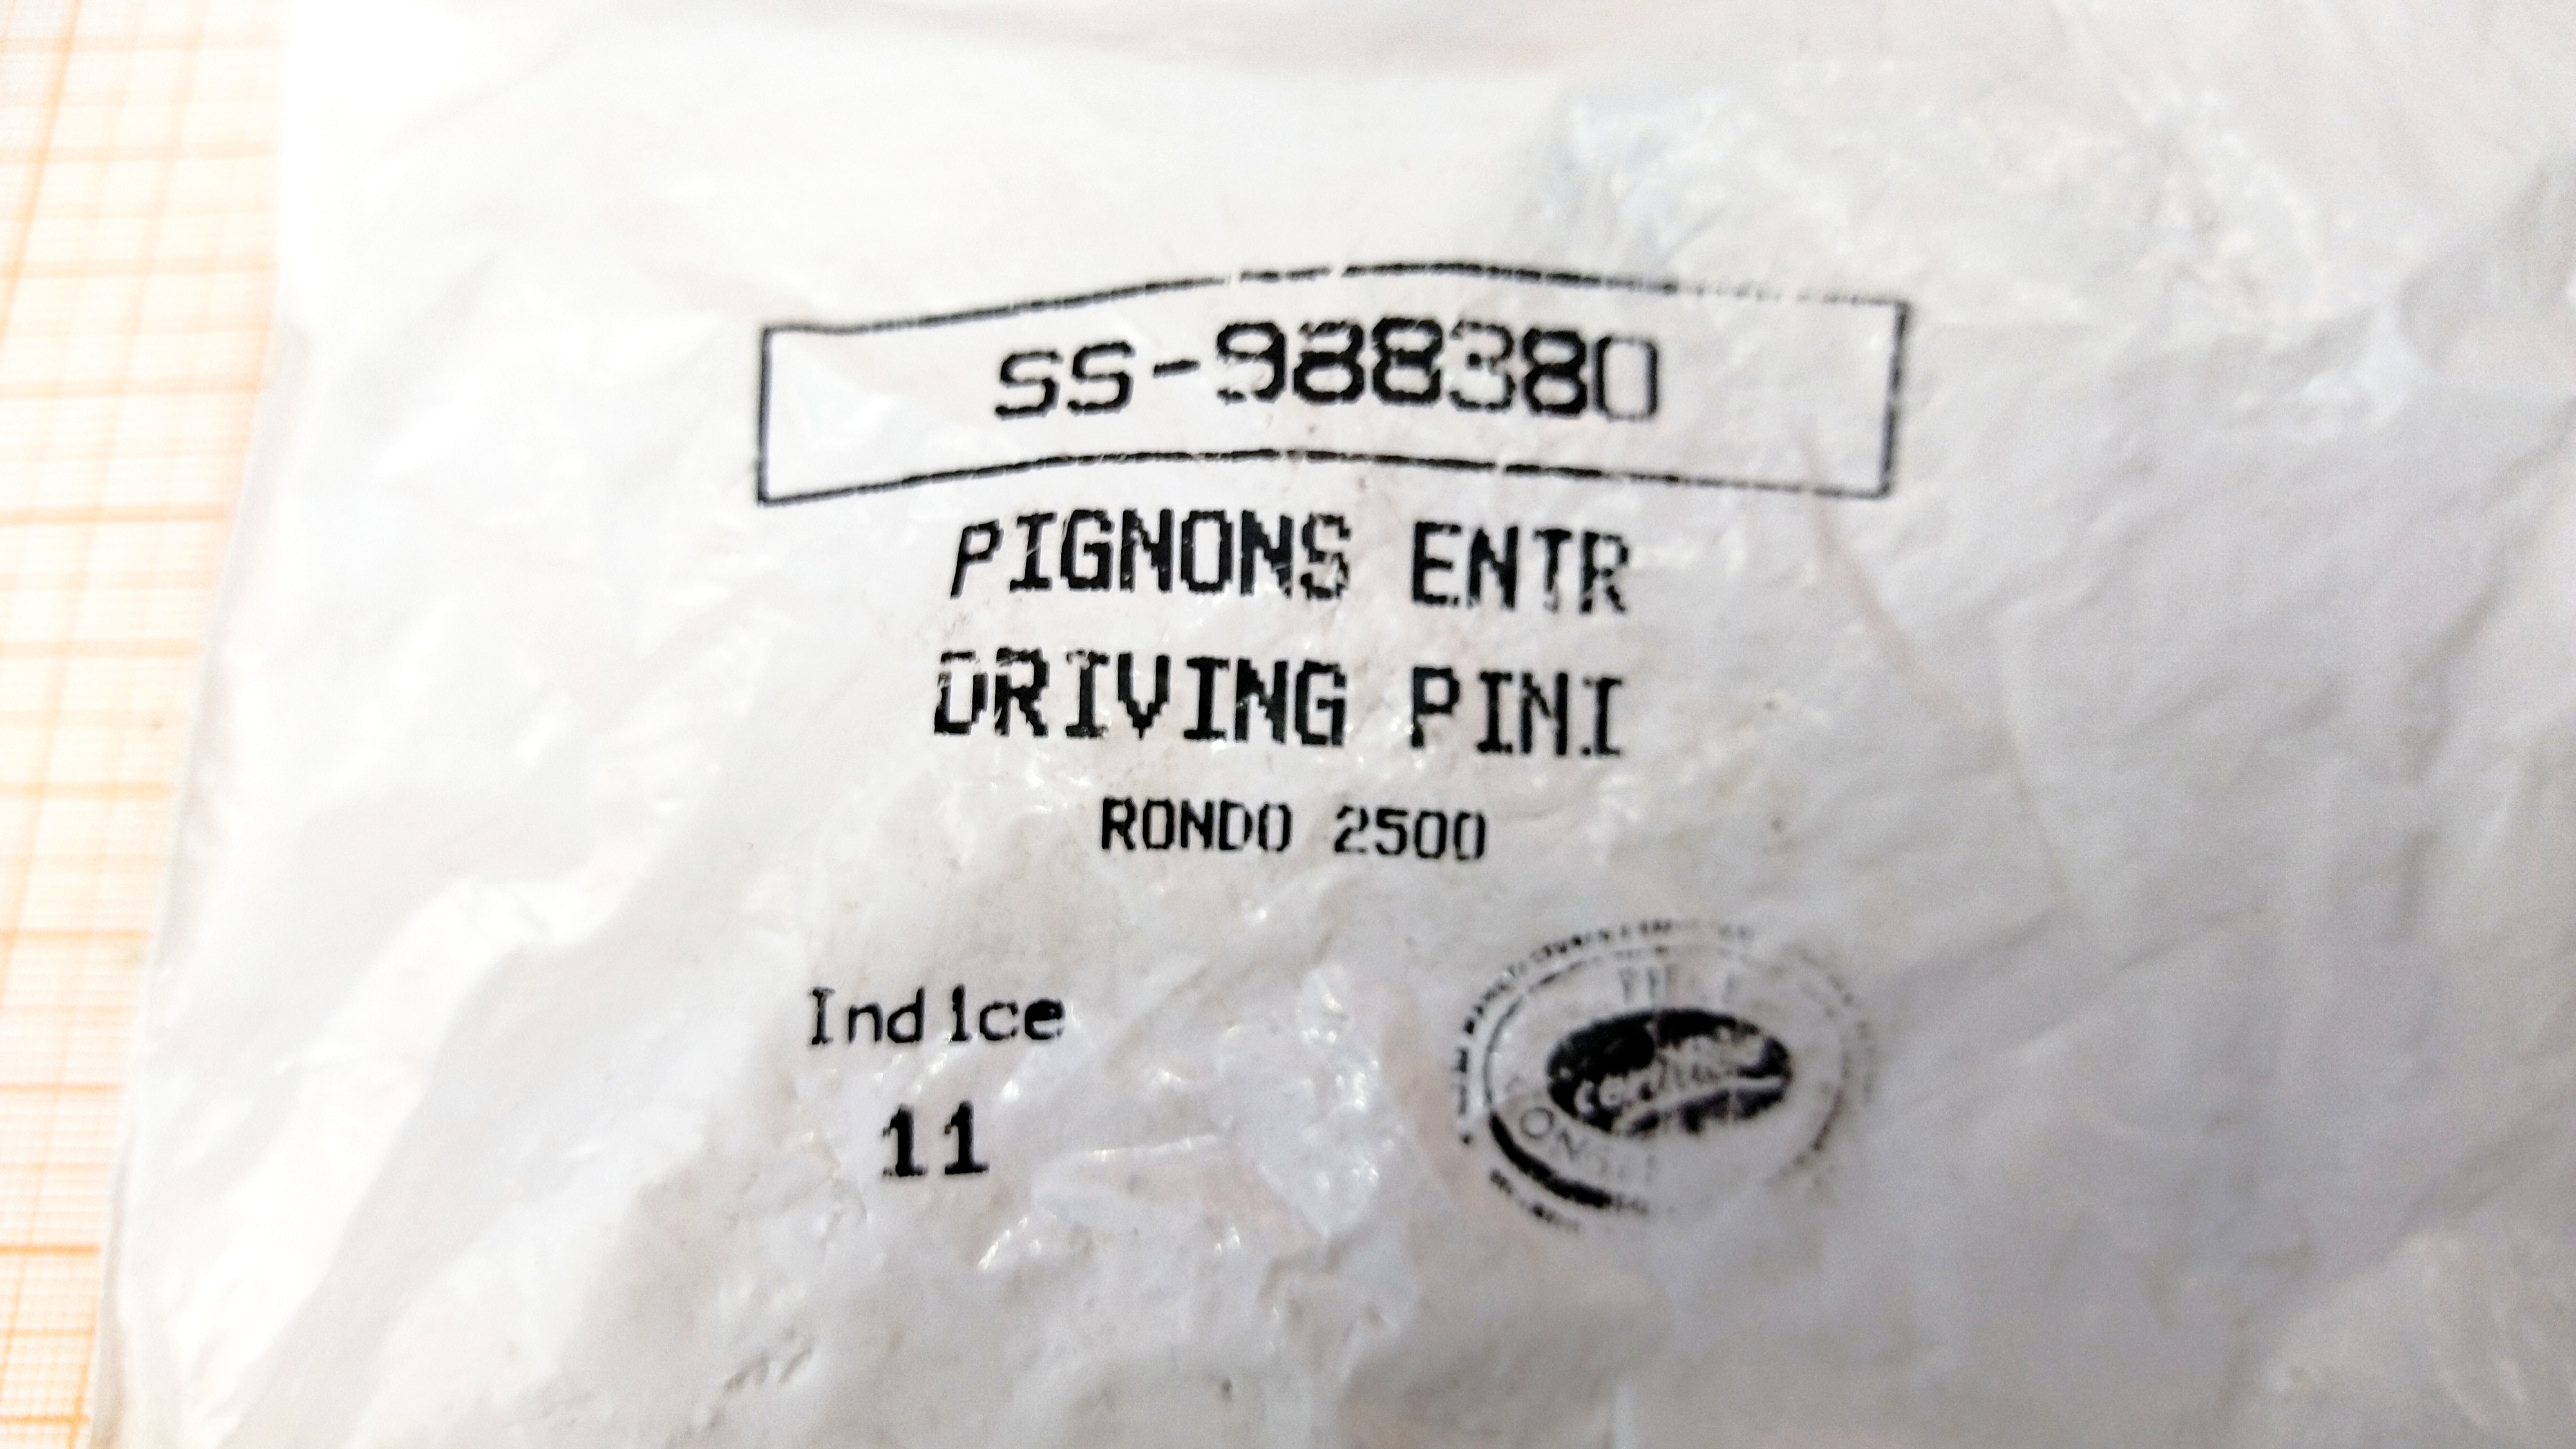 SS-988380
PIGNONS ENTR
DRIVING PINI
RONDO 2500
Indice
11